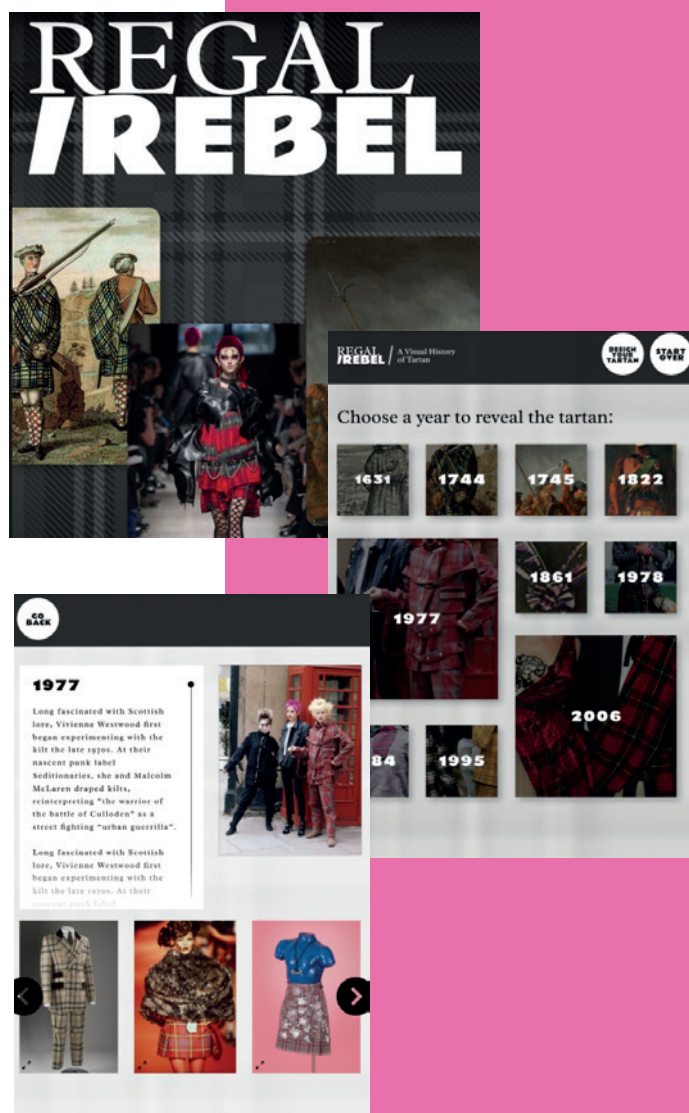 REGAL
/REBEL
REGAL
/REBEL
A Visual History
of Tartan
DESIGN
YOUR
TARTAN
START
OVER
Choose a year to reveal the tartan:
1631
1744
1745
1822
1977
1861
1978
2006
84
1995
GO
BACK
1977
Long fascinated with Scottish
lore, Vivienne Westwood first
began experimenting with the
kilt the late 1970s. At their
nascent punk label
Seditionaries, she and Malcolm
McLaren draped kilts,
reinterpreting "the warrior of
the battle of Culloden" as a
street fighting "urban guerrilla".
Long fascinated with Scottish
lore, Vivienne Westwood first
began experimenting with the
kilt the late 1970s. At their
nascent punk label